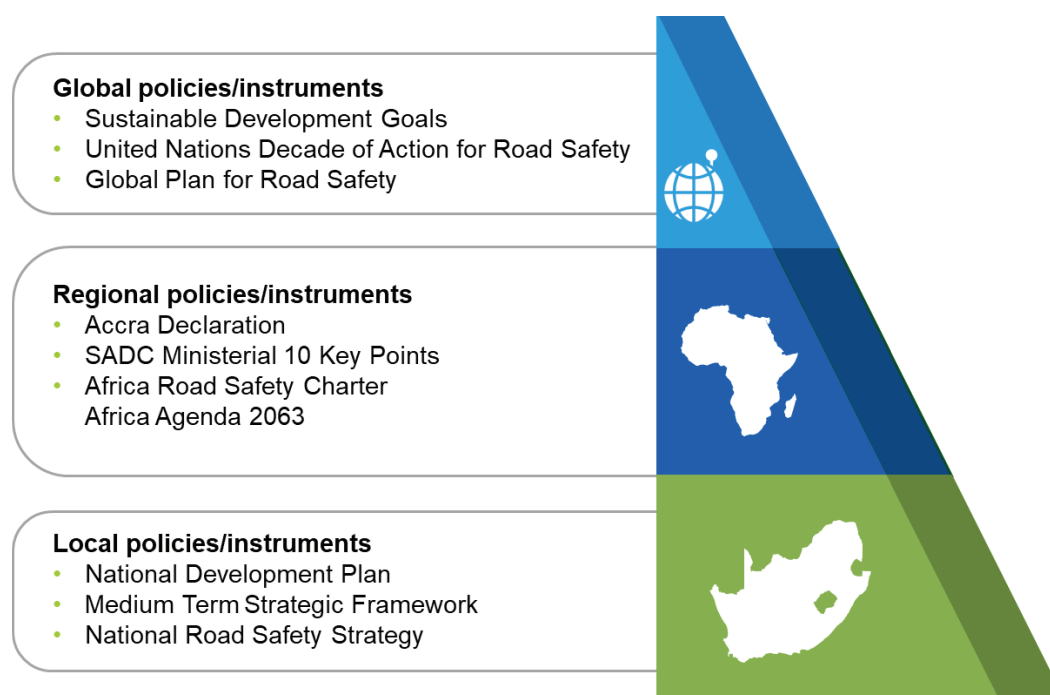 Global policies/instruments
• Sustainable Development Goals
• United Nations Decade of Action for Road Safety
• Global Plan for Road Safety
Regional policies/instruments
• Accra Declaration
• SADC Ministerial 10 Key Points
• Africa Road Safety Charter
Africa Agenda 2063
Local policies/instruments
• National Development Plan
• Medium Term Strategic Framework
• National Road Safety Strategy